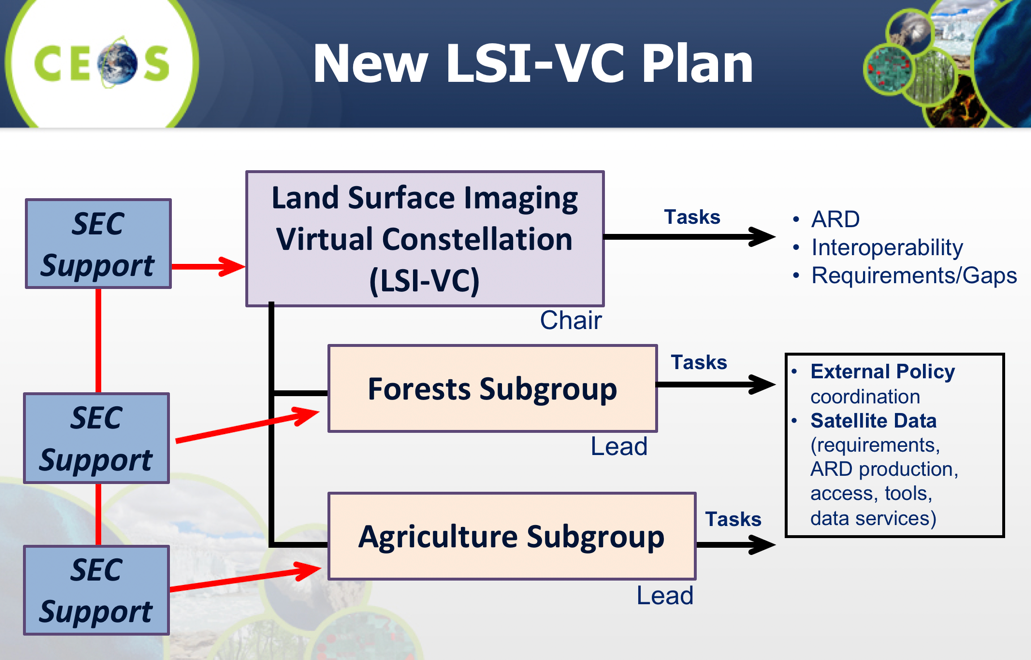 CEOS
New LSI-VC Plan
SEC
Support
Land Surface Imaging
Virtual Constellation
(LSI-VC)
Chair
Tasks
• ARD
• Interoperability
• Requirements/Gaps
SEC
Support
Forests Subgroup
Lead
Tasks
• External Policy
coordination
• Satellite Data
(requirements,
ARD production,
access, tools,
data services)
SEC
Support
Agriculture Subgroup
Lead
Tasks